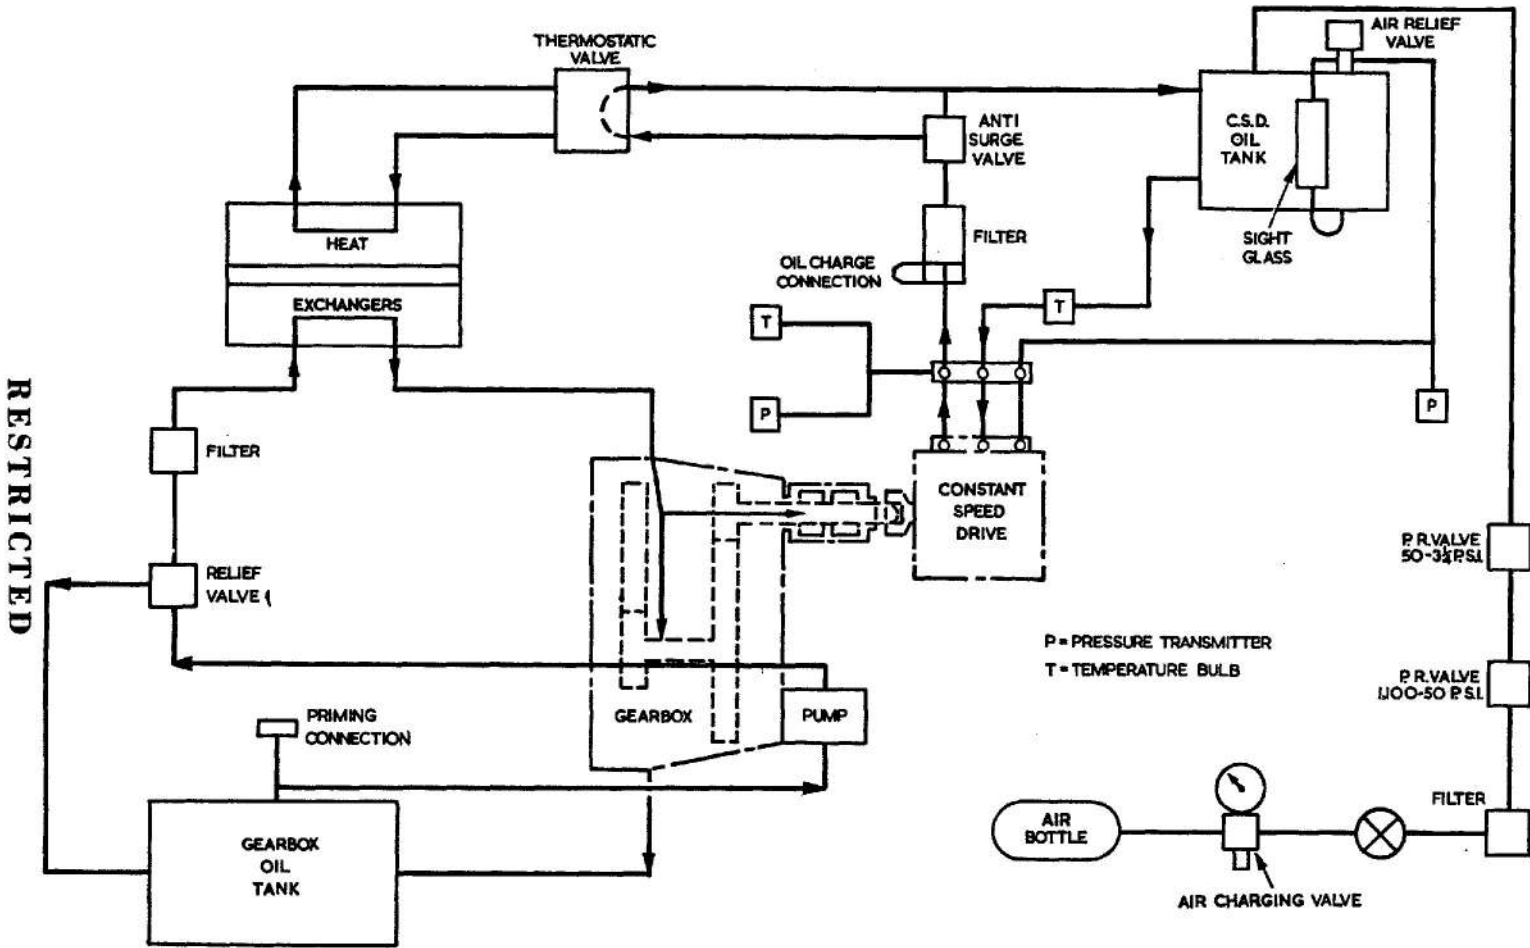 AIR RELIEF
VALVE
THERMOSTATIC
VALVE
ANTI
SURGE
VALVE
C.S.D.
OIL
TANK
HEAT
FILTER
SIGHT
GLASS
OIL CHARGE
CONNECTION
EXCHANGERS
T
T
P
P
RESTRICTED
FILTER
CONSTANT
SPEED
DRIVE
P.R.VALVE
50-3½P.S.I.
RELIEF
VALVE
P = PRESSURE TRANSMITTER
T = TEMPERATURE BULB
P.R.VALVE
1,100-50 P.S.I.
GEARBOX
PUMP
PRIMING
CONNECTION
FILTER
AIR
BOTTLE
GEARBOX
OIL
TANK
AIR CHARGING VALVE